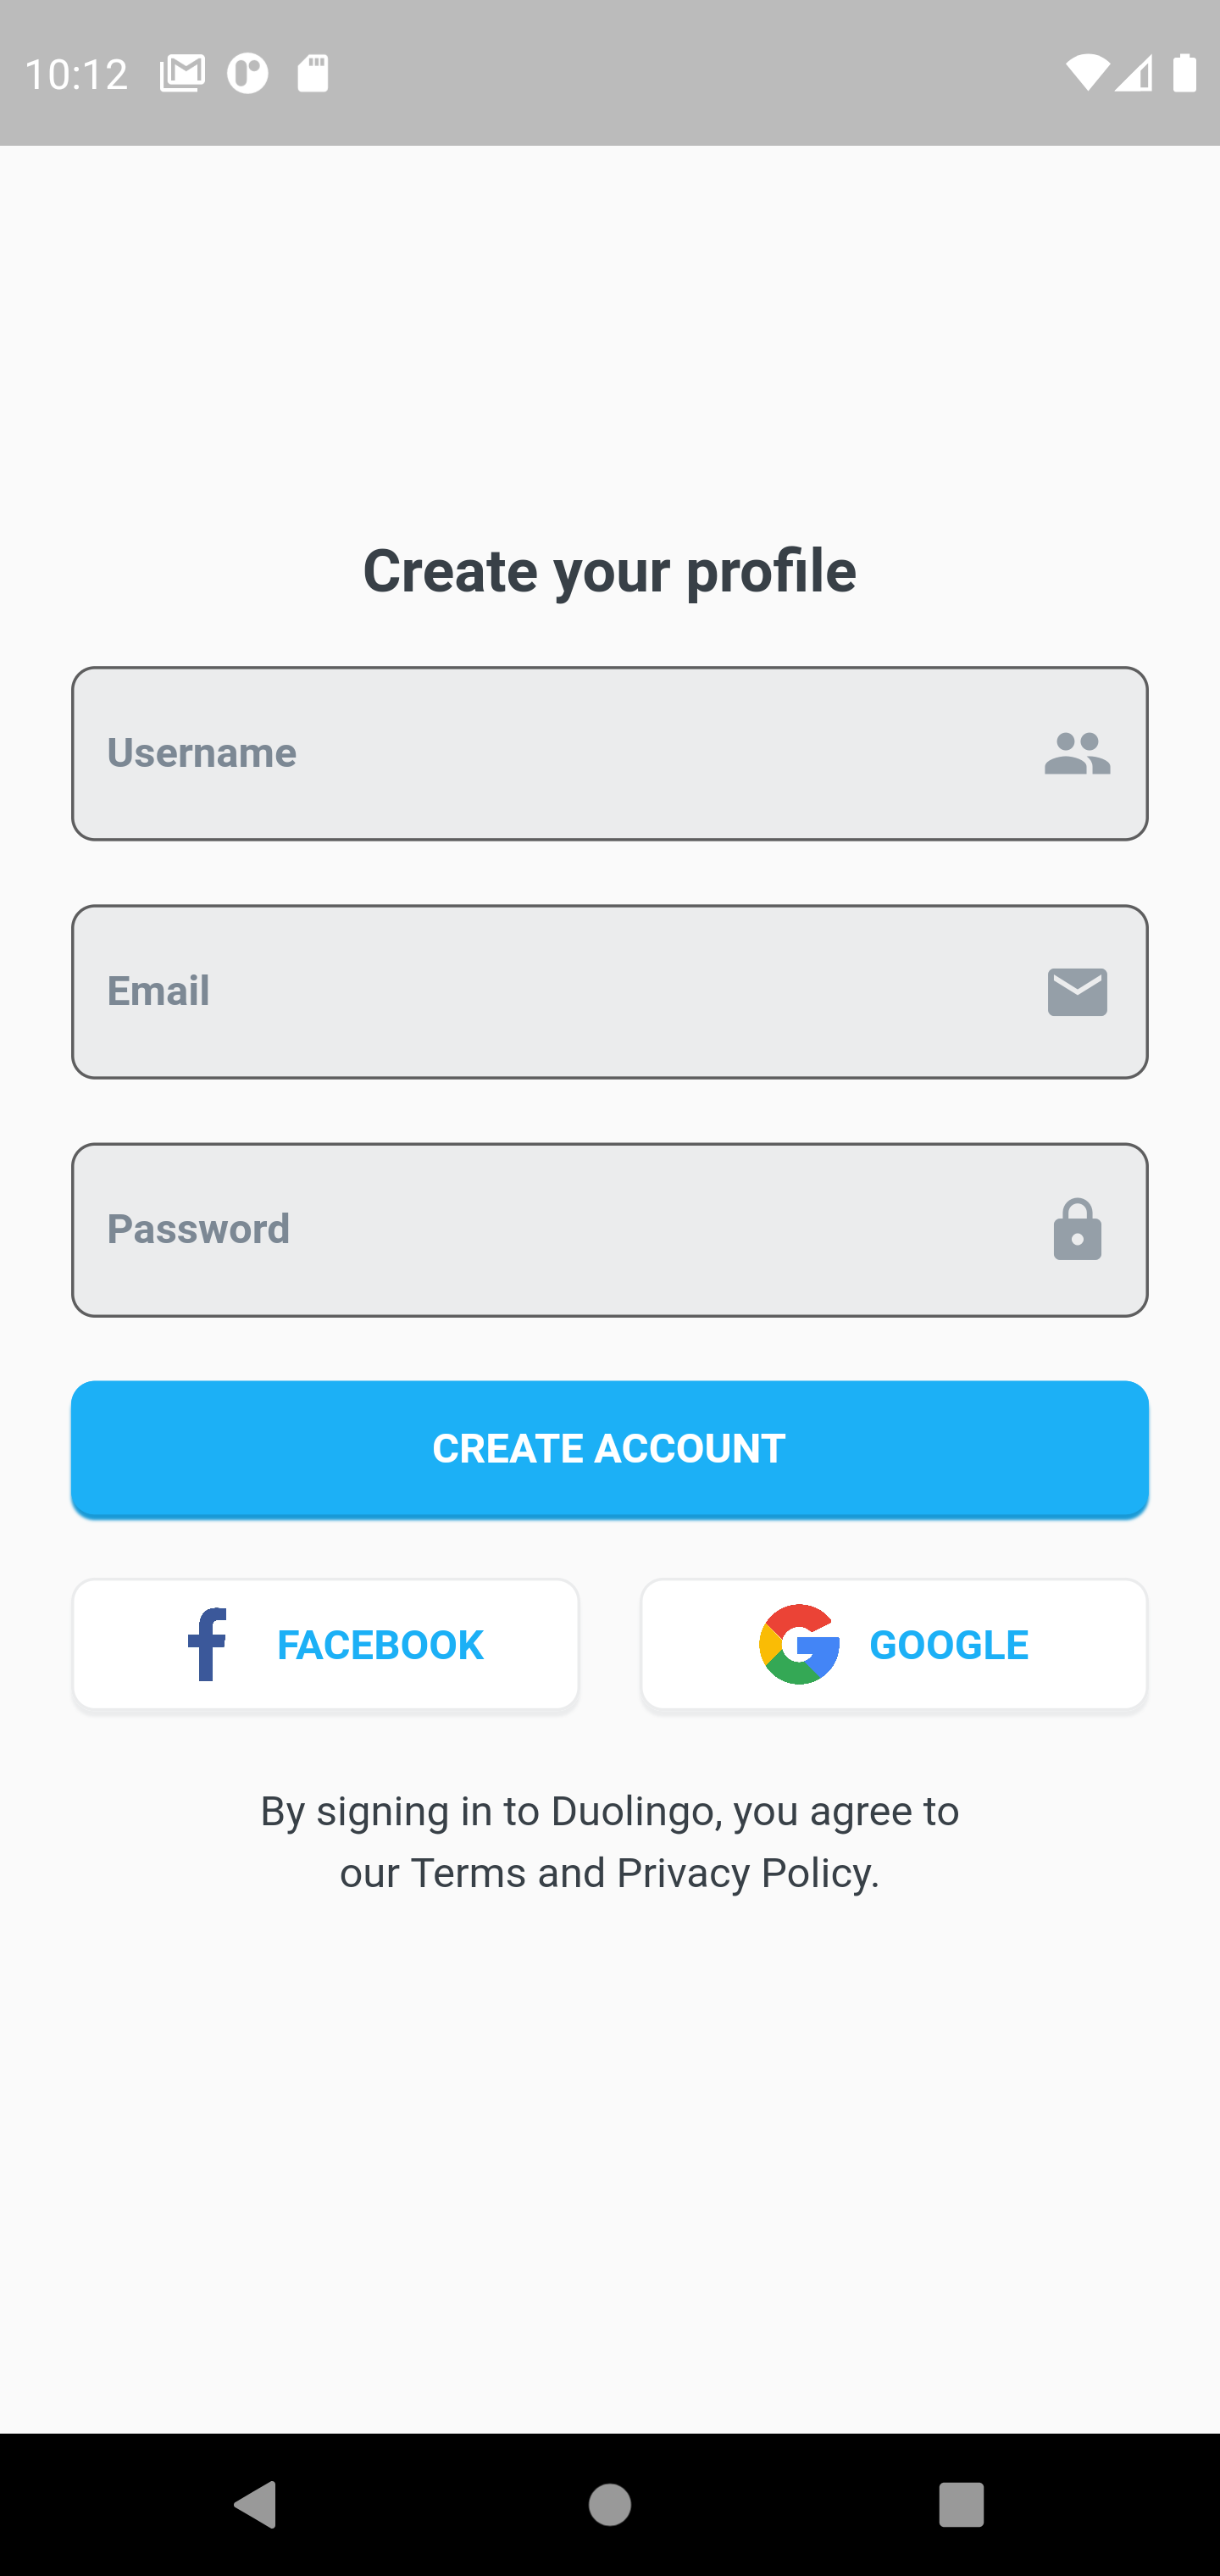 10:12
Create your profile
Username
Email
Password
CREATE ACCOUNT
FACEBOOK
GOOGLE
By signing in to Duolingo, you agree to
our Terms and Privacy Policy.